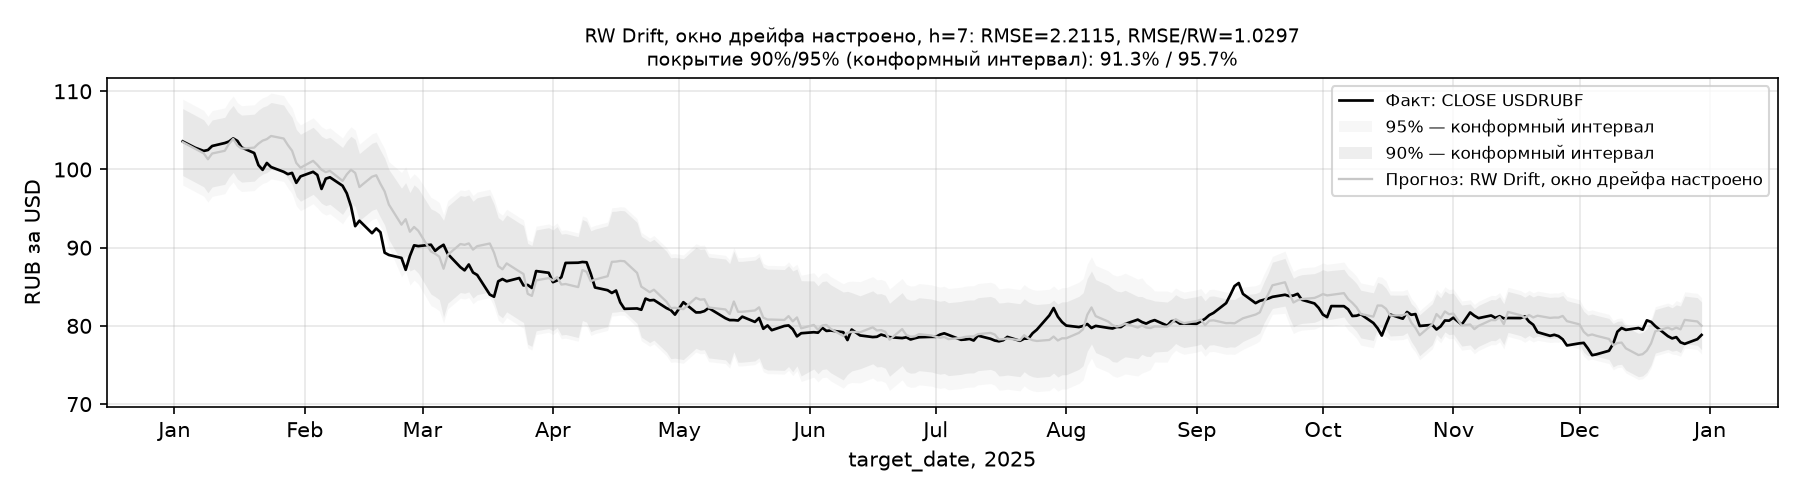 RW Drift, окно дрейфа настроено, h=7: RMSE=2.2115, RMSE/RW=1.0297
покрытие 90%/95% (конформный интервал): 91.3% / 95.7%
RUB за USD
110
100
90
80
70
Факт: CLOSE USDRUBF
95% — конформный интервал
90% — конформный интервал
Прогноз: RW Drift, окно дрейфа настроено
Jan Feb Mar Apr May Jun Jul Aug Sep Oct Nov Dec Jan
target_date, 2025